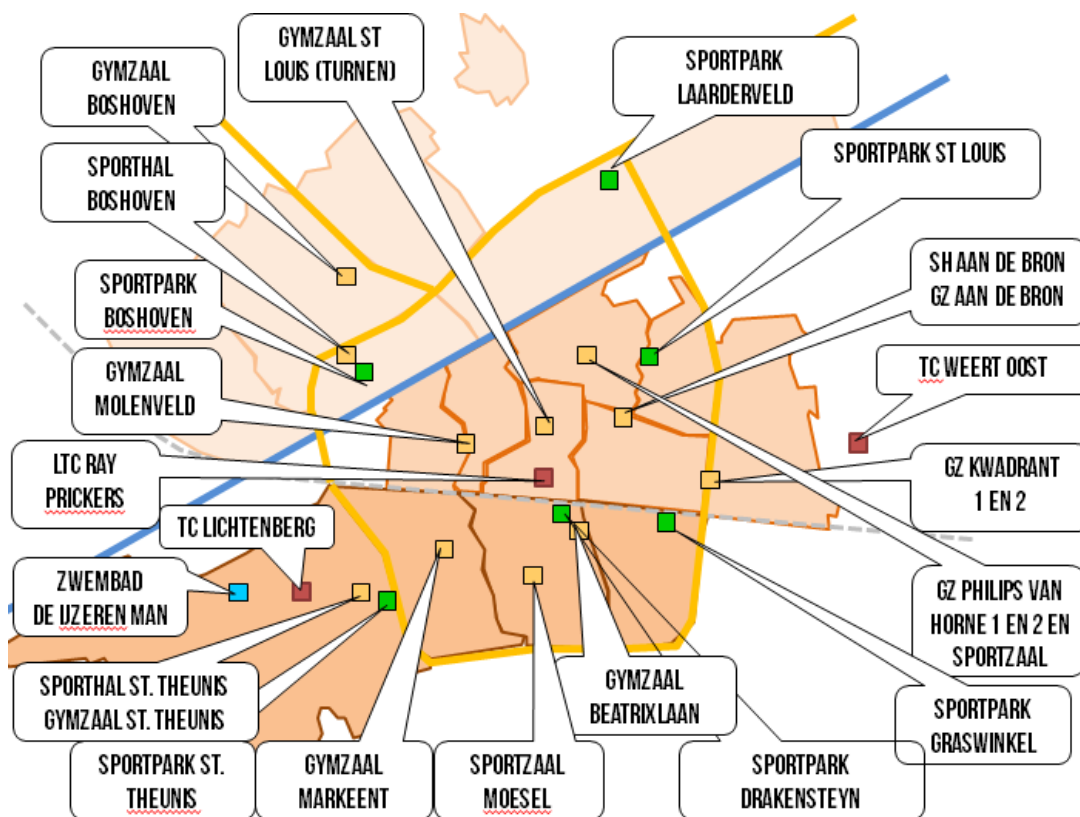 GYMZAAL
BOSHOVEN
GYMZAAL ST
LOUIS (TURNEN)
SPORTPARK
LAARDERVELD
SPORTHAL
BOSHOVEN
SPORTPARK ST LOUIS
SPORTPARK
BOSHOVEN
SH AAN DE BRON
GZ AAN DE BRON
GYMZAAL
MOLENVELD
TC WEERT OOST
LTC RAY
PRICKERS
GZ KWADRANT
1 EN 2
TC LICHTENBERG
ZWEMBAD
DE IJZEREN MAN
GZ PHILIPS VAN
HORNE 1 EN 2 EN
SPORTZAAL
SPORTHAL ST. THEUNIS
GYMZAAL ST. THEUNIS
GYMZAAL
BEATRIXLAAN
SPORTPARK
GRASWINKEL
SPORTPARK ST.
THEUNIS
GYMZAAL
MARKEENT
SPORTZAAL
MOESEL
SPORTPARK
DRAKENSTEYN